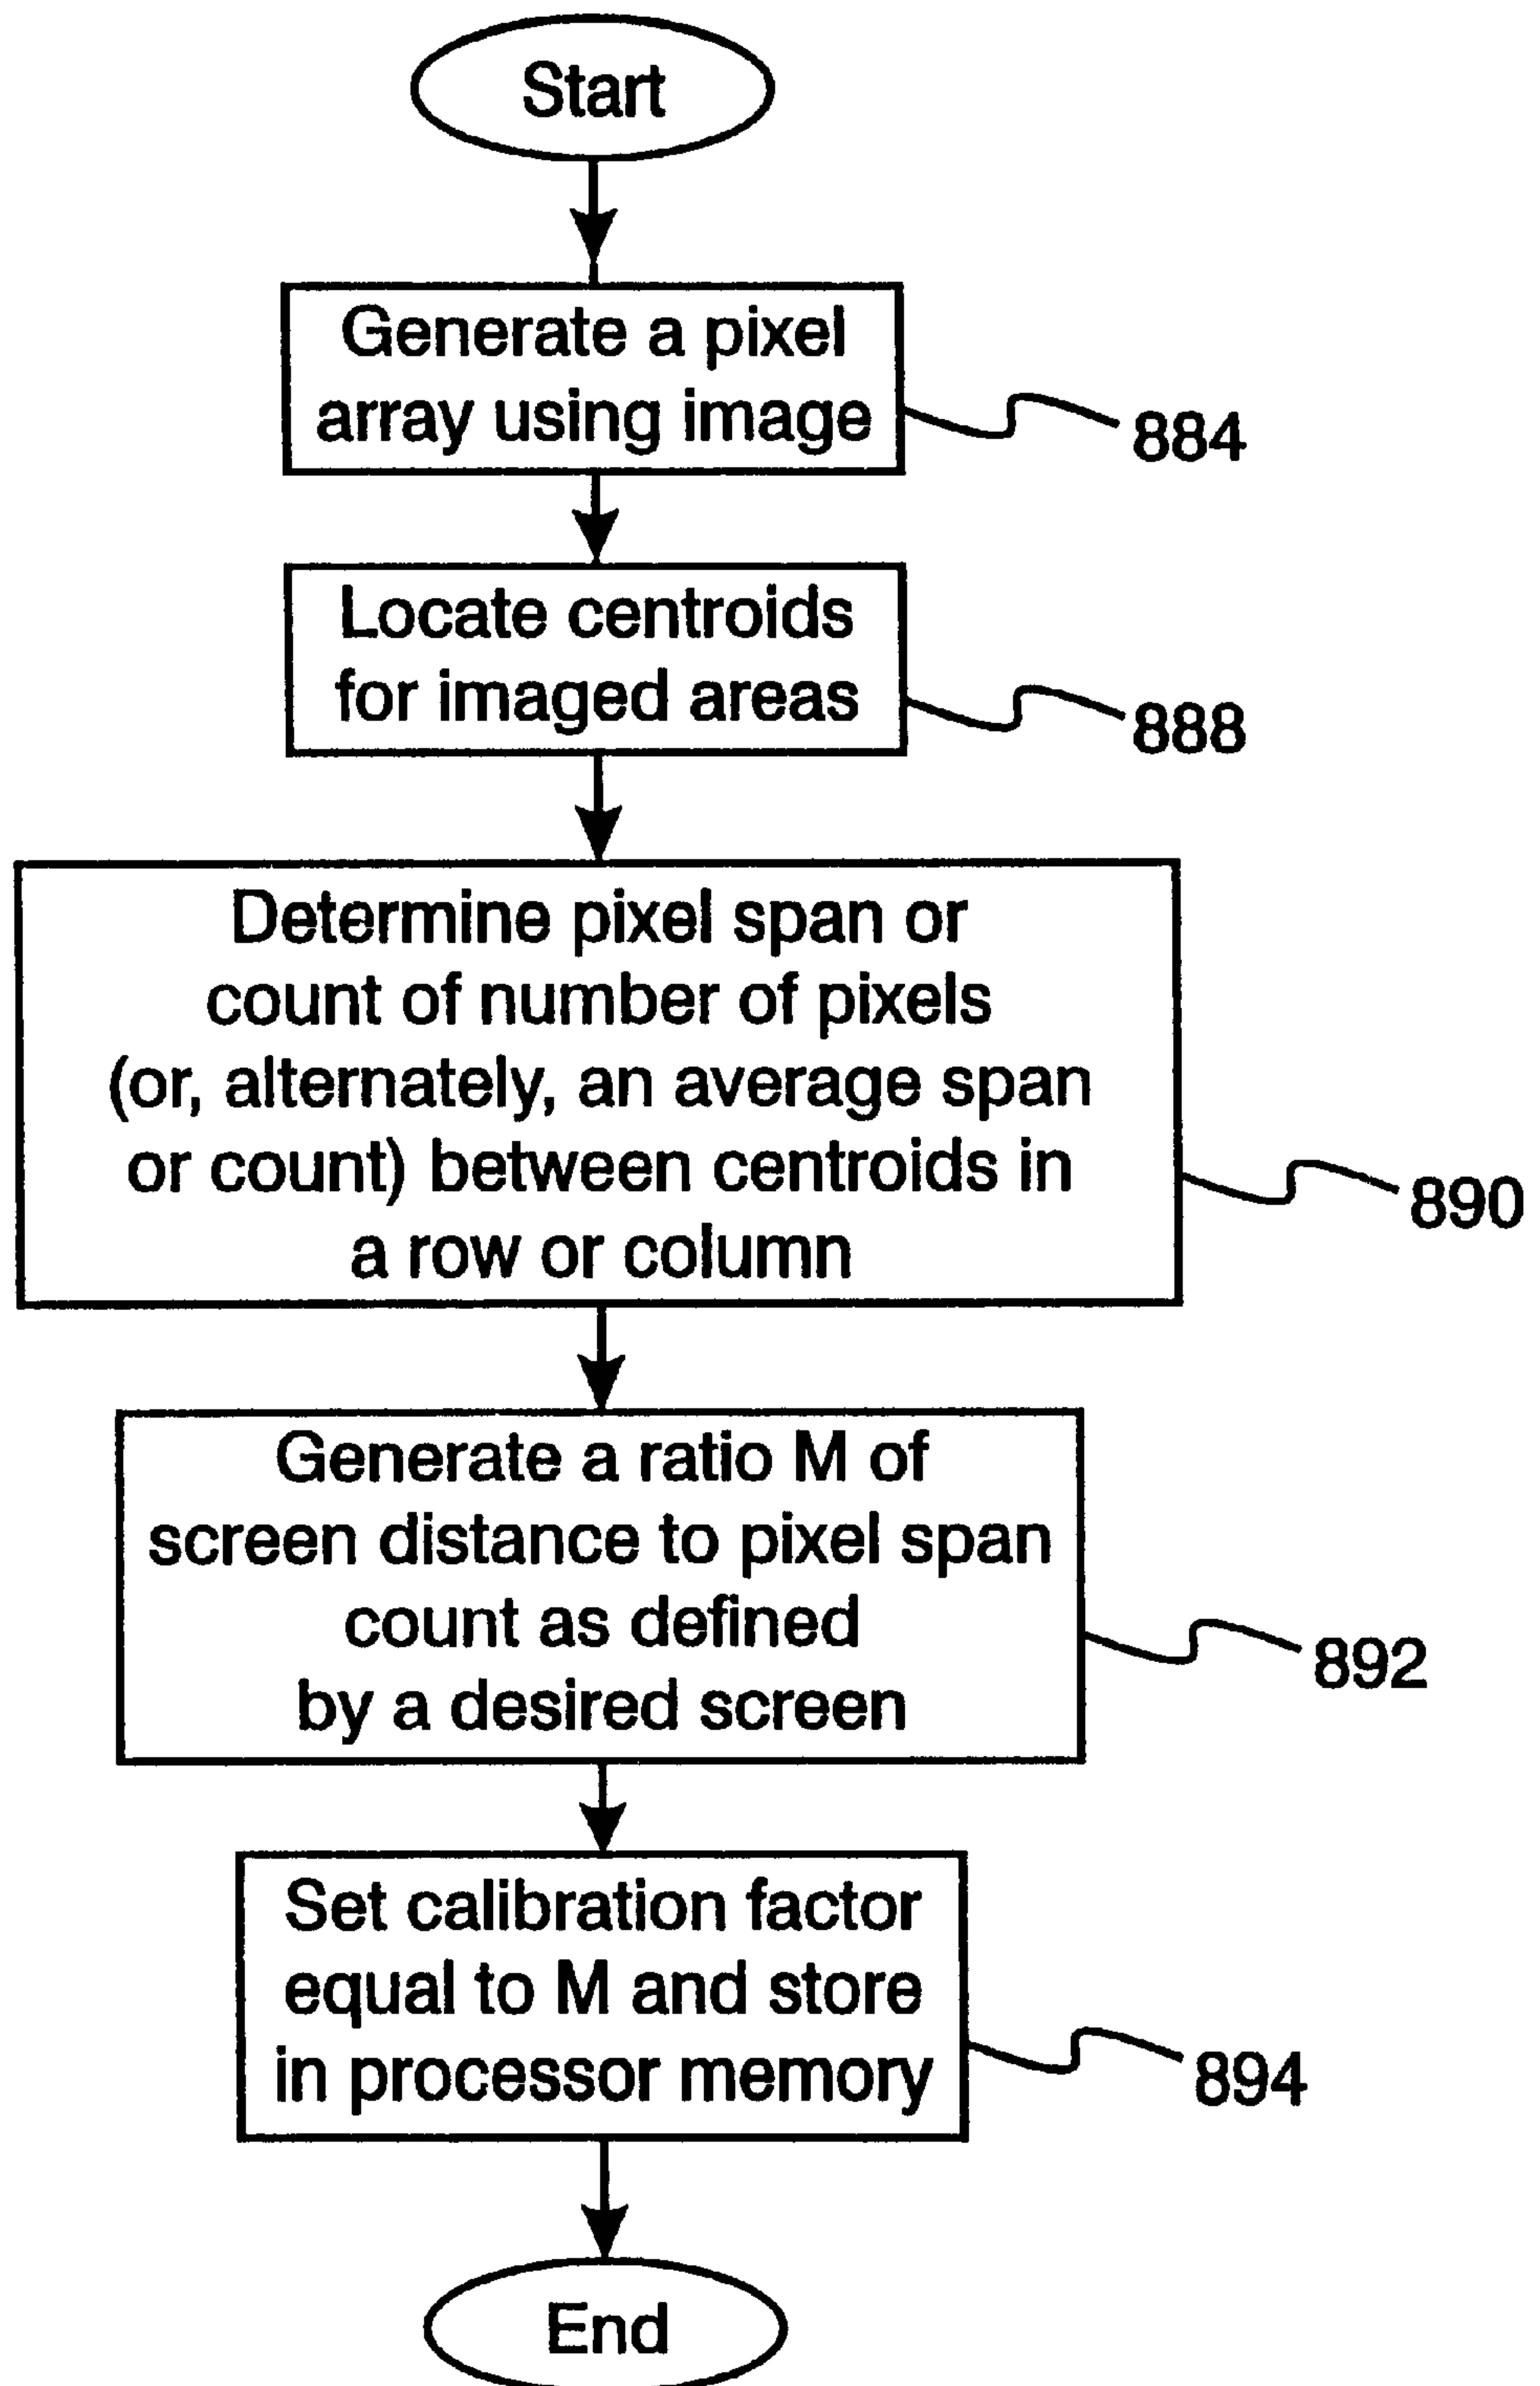 Start
Generate a pixel
array using image
884
Locate centroids
for imaged areas
888
Determine pixel span or
count of number of pixels
(or, alternately, an average span
or count) between centroids in
a row or column
890
Generate a ratio M of
screen distance to pixel span
count as defined
by a desired screen
892
Set calibration factor
equal to M and store
in processor memory
894
End